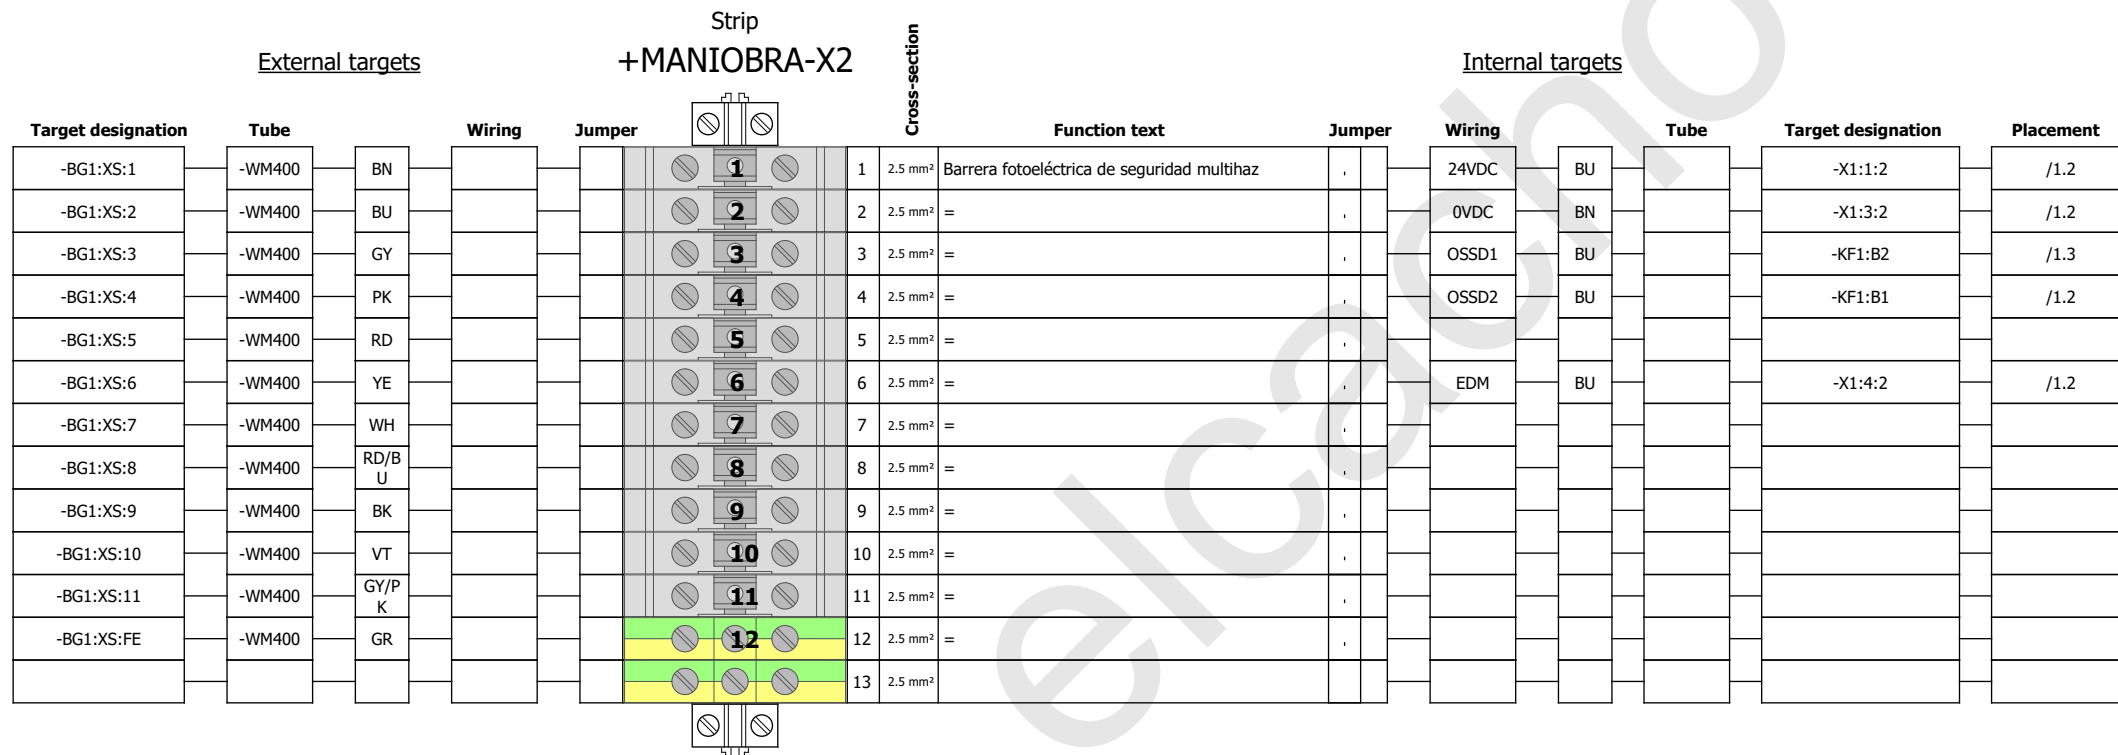 Strip
External targets +MANIOBRA-X2 Cross-section Internal targets
Target designation Tube Wiring Jumper Function text Jumper Wiring Tube Target designation Placement
-BG1:XS:1 -WM400 BN 1 1 2.5 mm² Barrera fotoeléctrica de seguridad multihaz 24VDC BU -X1:1:2 /1.2
-BG1:XS:2 -WM400 BU 2 2 2.5 mm² = 0VDC BN -X1:3:2 /1.2
-BG1:XS:3 -WM400 GY 3 3 2.5 mm² = OSSD1 BU -KF1:B2 /1.3
-BG1:XS:4 -WM400 PK 4 4 2.5 mm² = OSSD2 BU -KF1:B1 /1.2
-BG1:XS:5 -WM400 RD 5 5 2.5 mm² =
-BG1:XS:6 -WM400 YE 6 6 2.5 mm² = EDM BU -X1:4:2 /1.2
-BG1:XS:7 -WM400 WH 7 7 2.5 mm² =
-BG1:XS:8 -WM400 RD/B
U 8 8 2.5 mm² =
-BG1:XS:9 -WM400 BK 9 9 2.5 mm² =
-BG1:XS:10 -WM400 VT 10 10 2.5 mm² =
-BG1:XS:11 -WM400 GY/P
K 11 11 2.5 mm² =
-BG1:XS:FE -WM400 GR 12 12 2.5 mm² =
13 2.5 mm²
elcacho